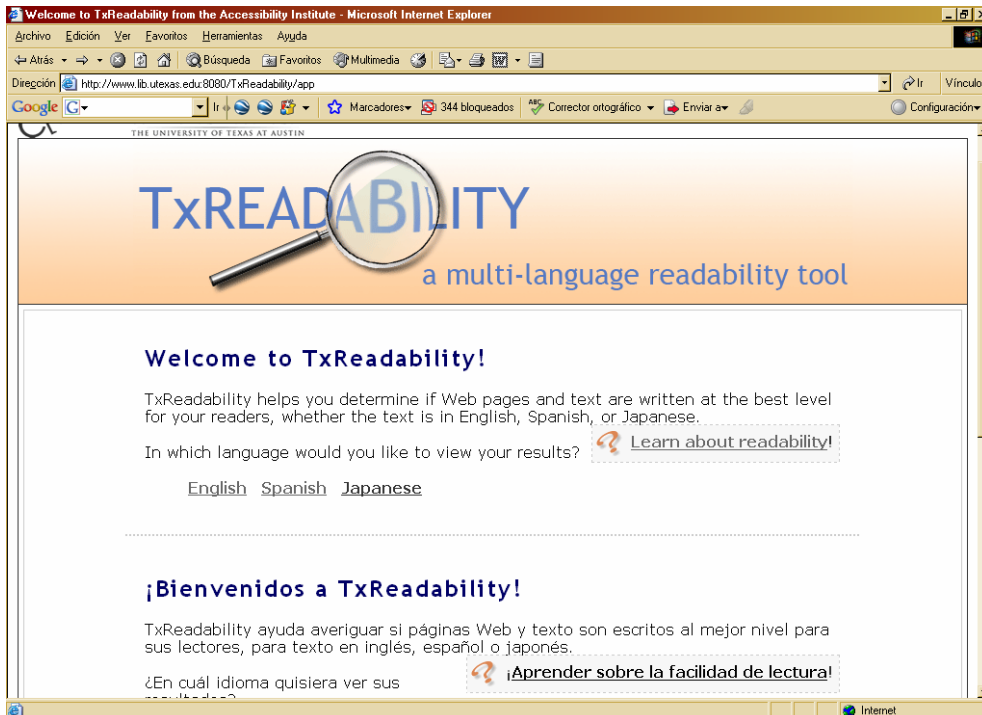 Welcome to TxReadability from the Accessibility Institute - Microsoft Internet Explorer
Archivo Edición Ver Favoritos Herramientas Ayuda
Atrás Búsqueda Favoritos Multimedia
Dirección http://www.lib.utexas.edu:8080/TxReadability/app Ir Vínculo
Google G Ir Marcadores 344 bloqueados ABC Corrector ortográfico Enviar a Configuración
THE UNIVERSITY OF TEXAS AT AUSTIN
TxREADABILITY
a multi-language readability tool
Welcome to TxReadability!
TxReadability helps you determine if Web pages and text are written at the best level
for your readers, whether the text is in English, Spanish, or Japanese.
Learn about readability!
In which language would you like to view your results?
English Spanish Japanese
¡Bienvenidos a TxReadability!
TxReadability ayuda averiguar si páginas Web y texto son escritos al mejor nivel para
sus lectores, para texto en inglés, español o japonés.
¡Aprender sobre la facilidad de lectura!
¿En cuál idioma quisiera ver sus
Internet